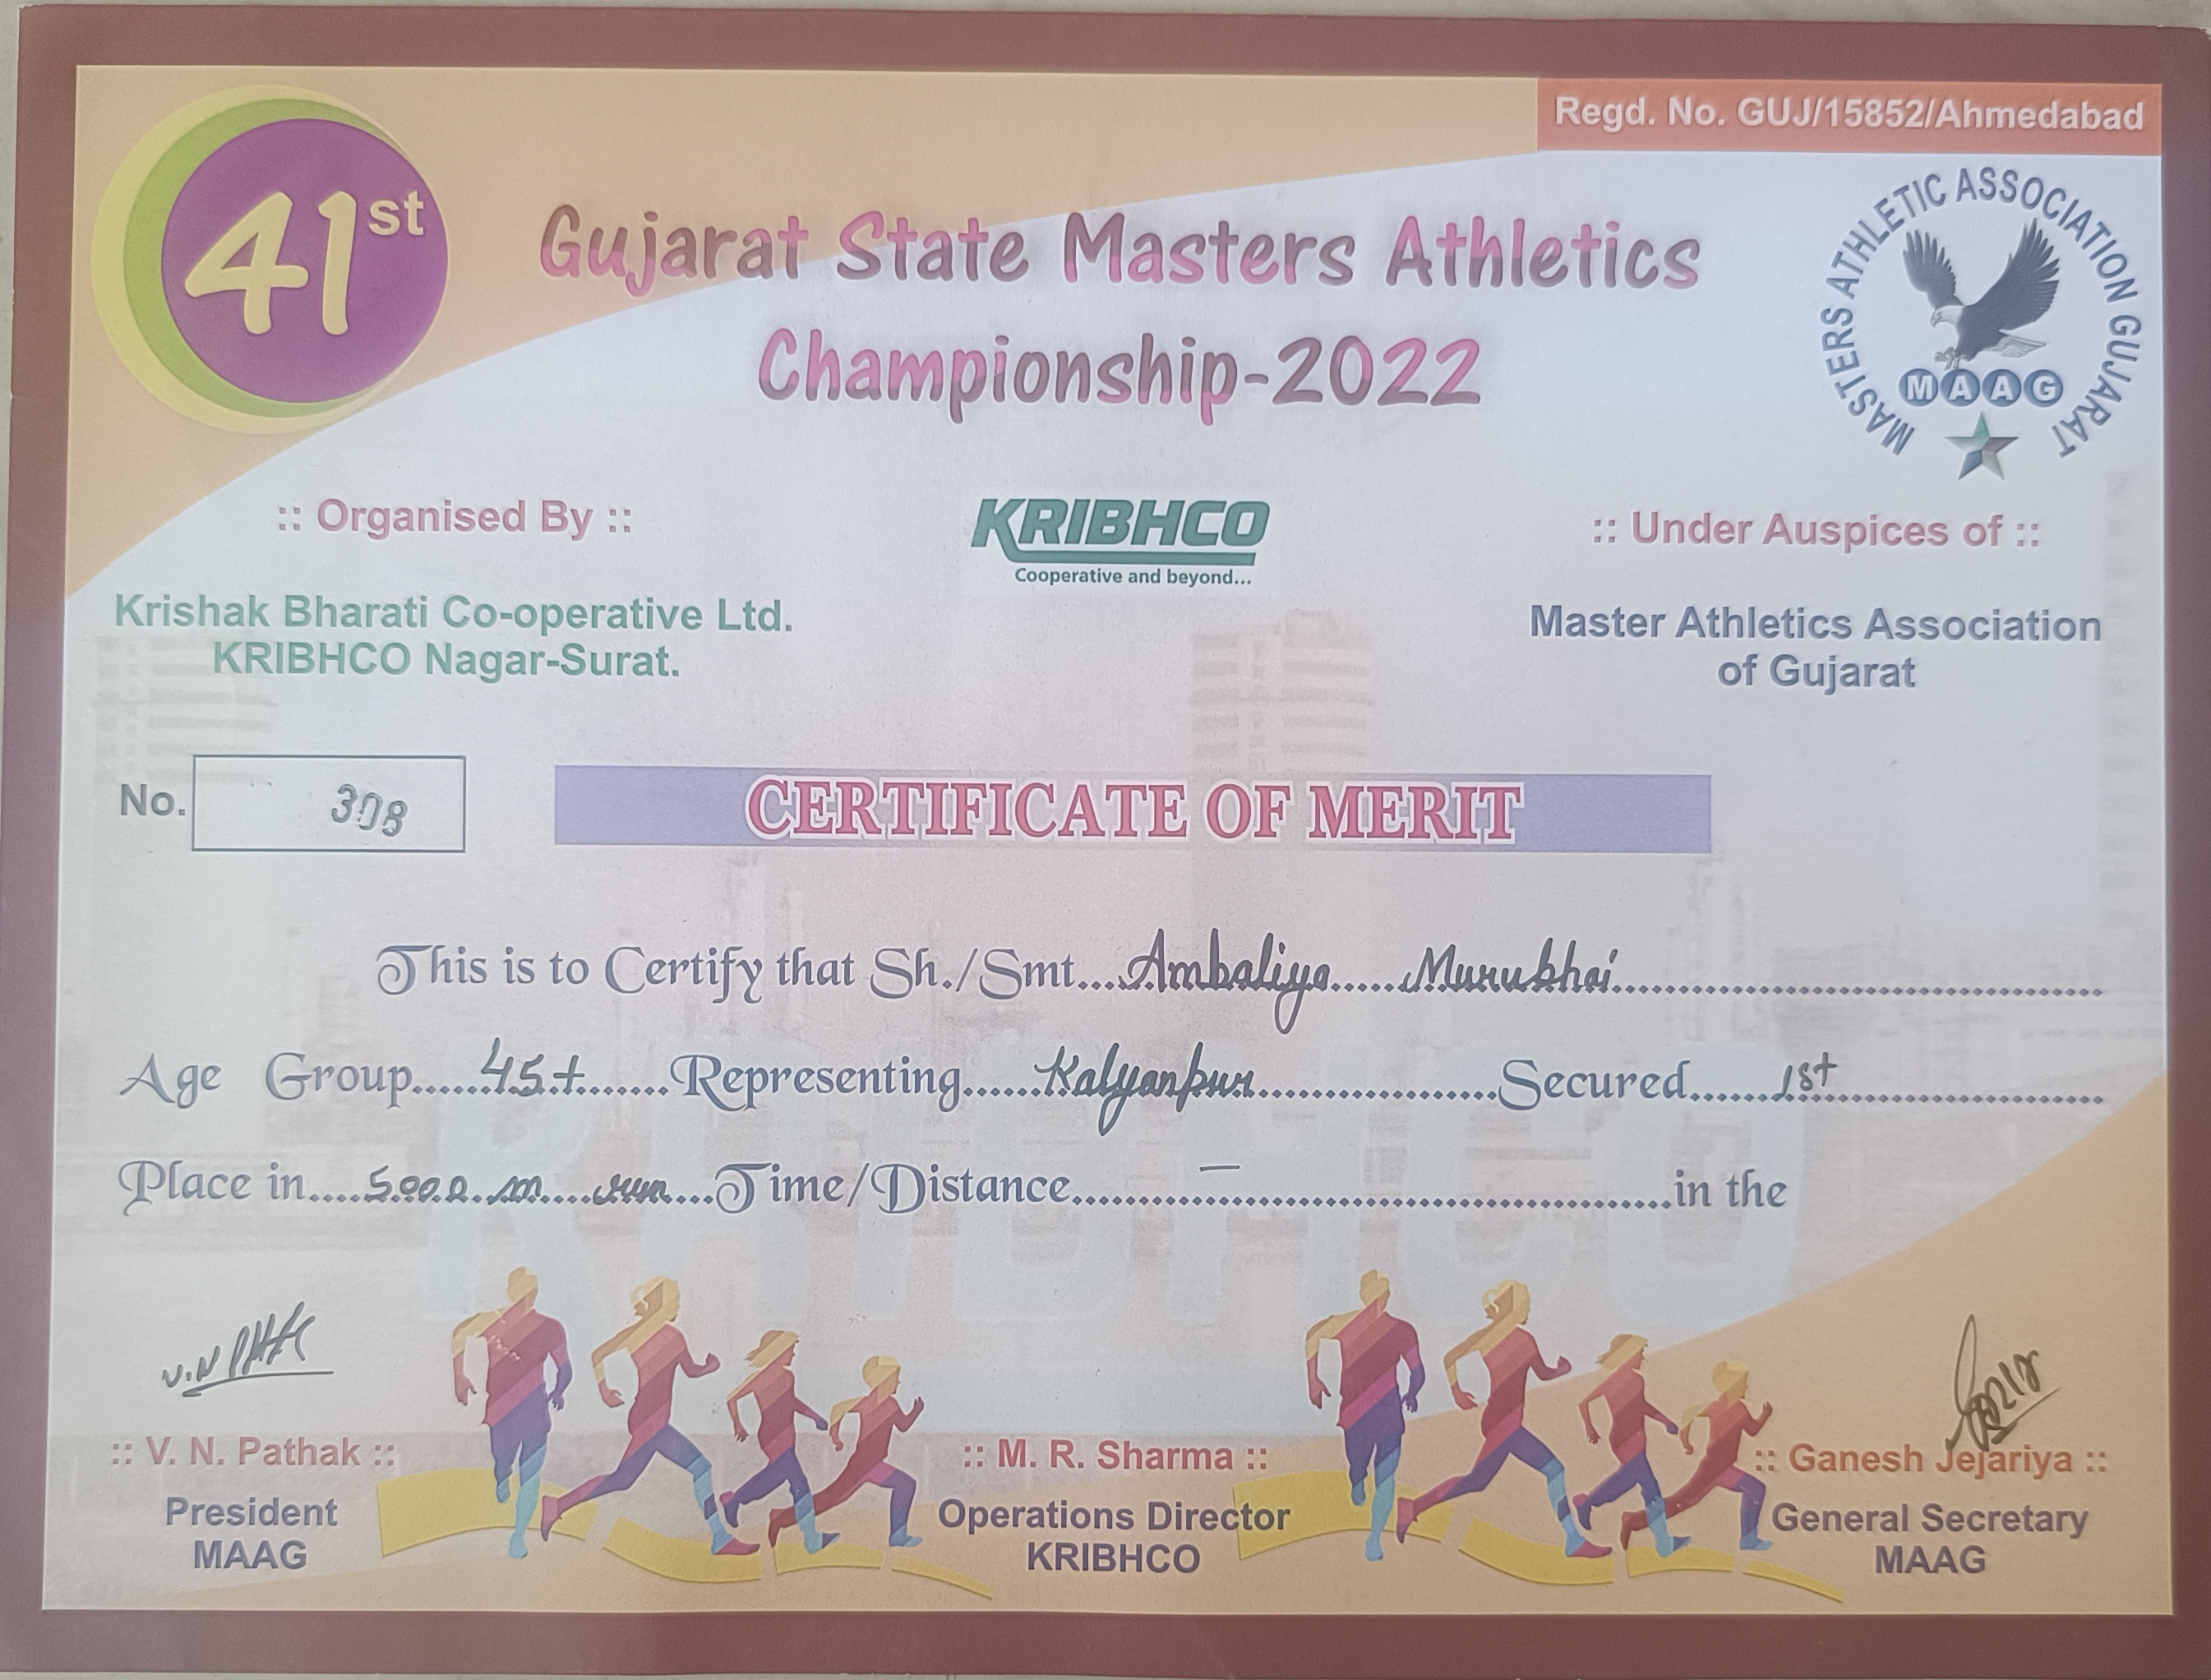 Regd. No. GUJ/15852/Ahmedabad
41st
Gujarat State Masters Athletics
Championship-2022
MASTERS ATHLETIC ASSOCIATION GUJARAT
MAAG
:: Organised By ::
KRIBHCO
Cooperative and beyond...
:: Under Auspices of ::
Krishak Bharati Co-operative Ltd.
KRIBHCO Nagar-Surat.
Master Athletics Association
of Gujarat
No. 308
CERTIFICATE OF MERIT
This is to Certify that Sh./Smt....Ambaliya.....Murubhai..........
Age Group......45+.......Representing......Kalyanpur..........Secured......1st..........
Place in....5000 m....run...Time/Distance.....—.....in the
KRIBHCO
V.N PATHAK
:: V. N. Pathak ::
President
MAAG
:: M. R. Sharma ::
Operations Director
KRIBHCO
:: Ganesh Jejariya ::
General Secretary
MAAG